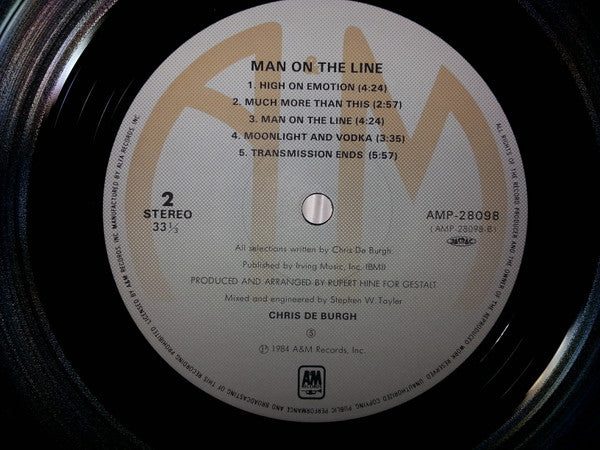 MAN ON THE LINE
1. HIGH ON EMOTION (4:24)
2. MUCH MORE THAN THIS (2:57)
3. MAN ON THE LINE (4:24)
4. MOONLIGHT AND VODKA (3:35)
5. TRANSMISSION ENDS (5:57)
2
STEREO
33 1/3
AMP-28098
(AMP-28098-B)
JASRAC
All selections written by Chris De Burgh.
Published by Irving Music, Inc. (BMI)
PRODUCED AND ARRANGED BY RUPERT HINE FOR GESTALT
Mixed and engineered by Stephen W. Tayler
CHRIS DE BURGH
Ⓢ
℗ 1984 A&M Records, Inc.
A&M
RECORDS
ALL RIGHTS OF THE RECORD PRODUCER AND THE OWNER OF THE REPRODUCED WORK RESERVED. UNAUTHORIZED COPYING PUBLIC PERFORMANCE AND BROADCASTING OF THIS RECORDING PROHIBITED. LICENSED BY A&M RECORDS, INC. MANUFACTURED BY ALFA RECORDS, INC.
A&M